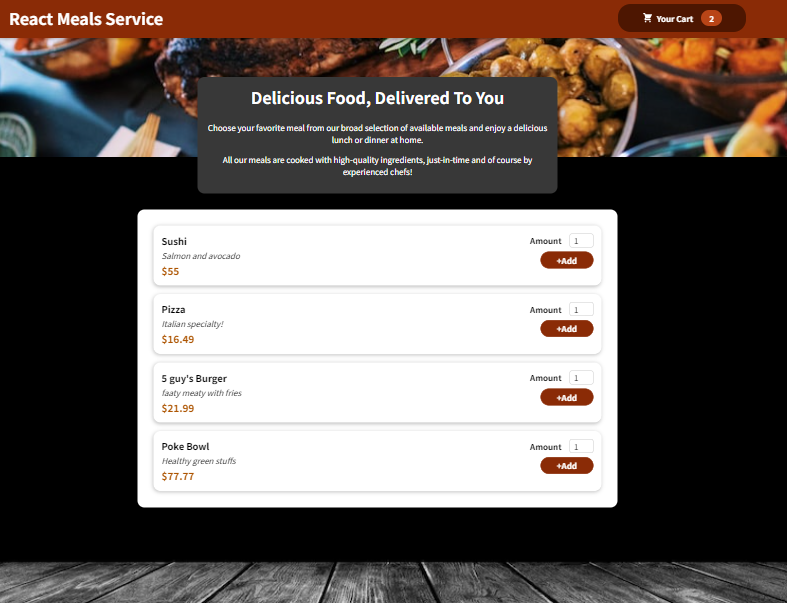 React Meals Service
Your Cart 2
Delicious Food, Delivered To You
Choose your favorite meal from our broad selection of available meals and enjoy a delicious
lunch or dinner at home.
All our meals are cooked with high-quality ingredients, just-in-time and of course by
experienced chefs!
Sushi
Salmon and avocado
$55
Amount 1
+Add
Pizza
Italian specialty!
$16.49
Amount 1
+Add
5 guy's Burger
faaty meaty with fries
$21.99
Amount 1
+Add
Poke Bowl
Healthy green stuffs
$77.77
Amount 1
+Add